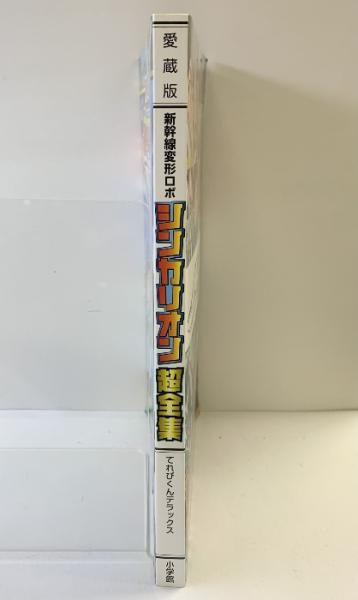 愛蔵版
新幹線変形ロボ
シンカリオン
超全集
てれびくんデラックス
小学館